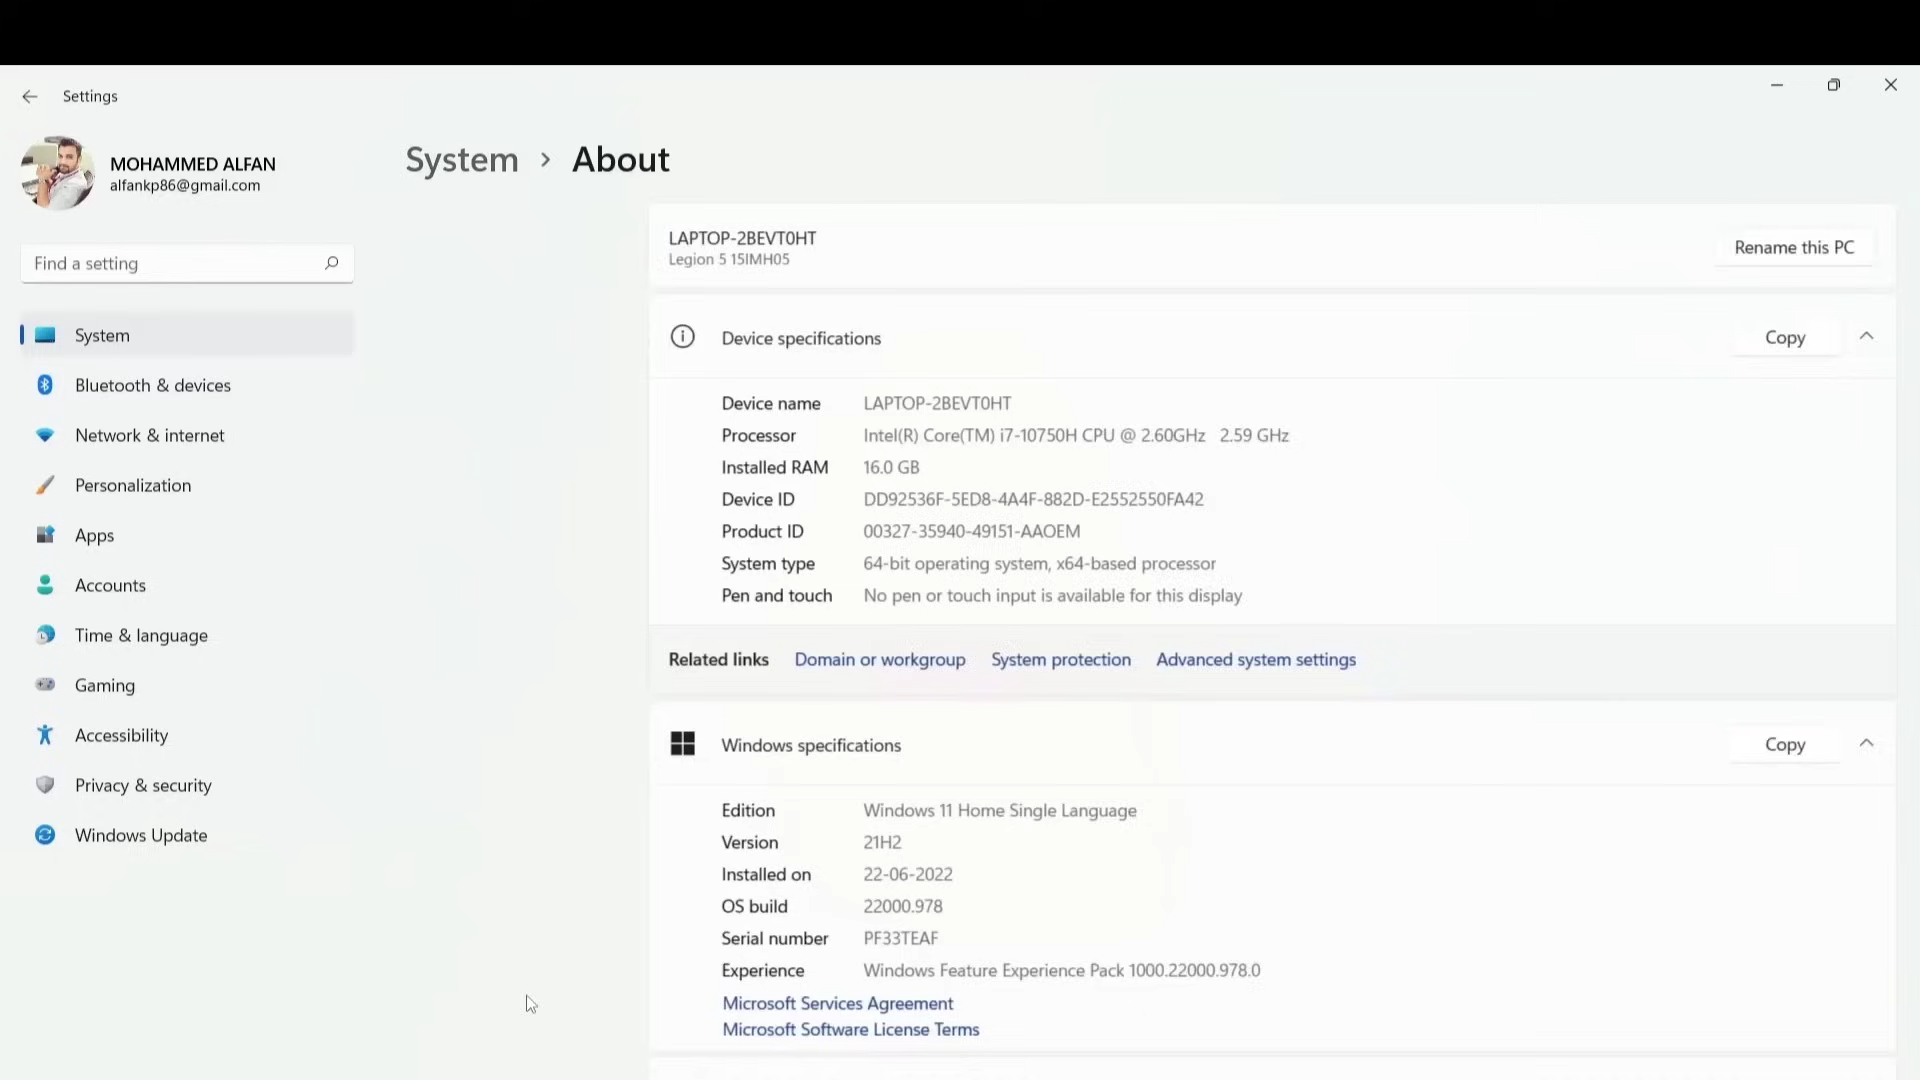 Settings
MOHAMMED ALFAN
alfankp86@gmail.com
Find a setting
System
Bluetooth & devices
Network & internet
Personalization
Apps
Accounts
Time & language
Gaming
Accessibility
Privacy & security
Windows Update
System > About
LAPTOP-2BEVT0HT
Legion 5 15IMH05
Rename this PC
Device specifications
Copy
Device name LAPTOP-2BEVT0HT
Processor Intel(R) Core(TM) i7-10750H CPU @ 2.60GHz 2.59 GHz
Installed RAM 16.0 GB
Device ID DD92536F-5ED8-4A4F-882D-E2552550FA42
Product ID 00327-35940-49151-AAOEM
System type 64-bit operating system, x64-based processor
Pen and touch No pen or touch input is available for this display
Related links Domain or workgroup System protection Advanced system settings
Windows specifications
Copy
Edition Windows 11 Home Single Language
Version 21H2
Installed on 22-06-2022
OS build 22000.978
Serial number PF33TEAF
Experience Windows Feature Experience Pack 1000.22000.978.0
Microsoft Services Agreement
Microsoft Software License Terms